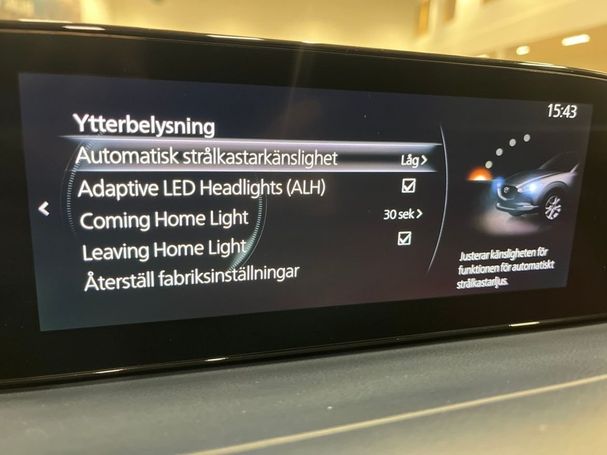 15:43
Ytterbelysning
Automatisk strålkastarkänslighet Låg
Adaptive LED Headlights (ALH)
Coming Home Light 30 sek
Leaving Home Light
Återställ fabriksinställningar
Justerar känsligheten för
funktionen för automatiskt
strålkastarljus.